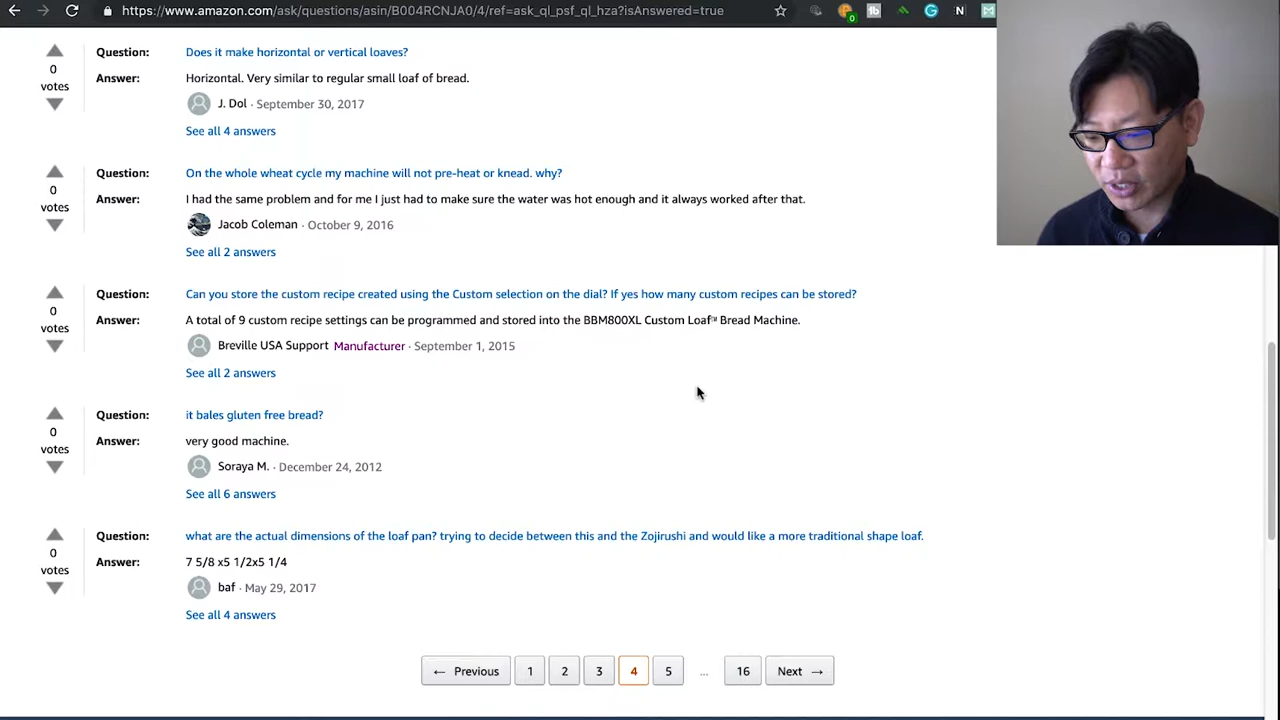 https://www.amazon.com/ask/questions/asin/B004RCNJA0/4/ref=ask_ql_psf_ql_hza?isAnswered=true
0
N
M
0
votes
Question: Does it make horizontal or vertical loaves?
Answer: Horizontal. Very similar to regular small loaf of bread.
J. Dol · September 30, 2017
See all 4 answers
0
votes
Question: On the whole wheat cycle my machine will not pre-heat or knead. why?
Answer: I had the same problem and for me I just had to make sure the water was hot enough and it always worked after that.
Jacob Coleman · October 9, 2016
See all 2 answers
0
votes
Question: Can you store the custom recipe created using the Custom selection on the dial? If yes how many custom recipes can be stored?
Answer: A total of 9 custom recipe settings can be programmed and stored into the BBM800XL Custom Loaf™ Bread Machine.
Breville USA Support Manufacturer · September 1, 2015
See all 2 answers
0
votes
Question: it bales gluten free bread?
Answer: very good machine.
Soraya M. · December 24, 2012
See all 6 answers
0
votes
Question: what are the actual dimensions of the loaf pan? trying to decide between this and the Zojirushi and would like a more traditional shape loaf.
Answer: 7 5/8 x5 1/2x5 1/4
baf · May 29, 2017
See all 4 answers
← Previous 1 2 3 4 5 ... 16 Next →